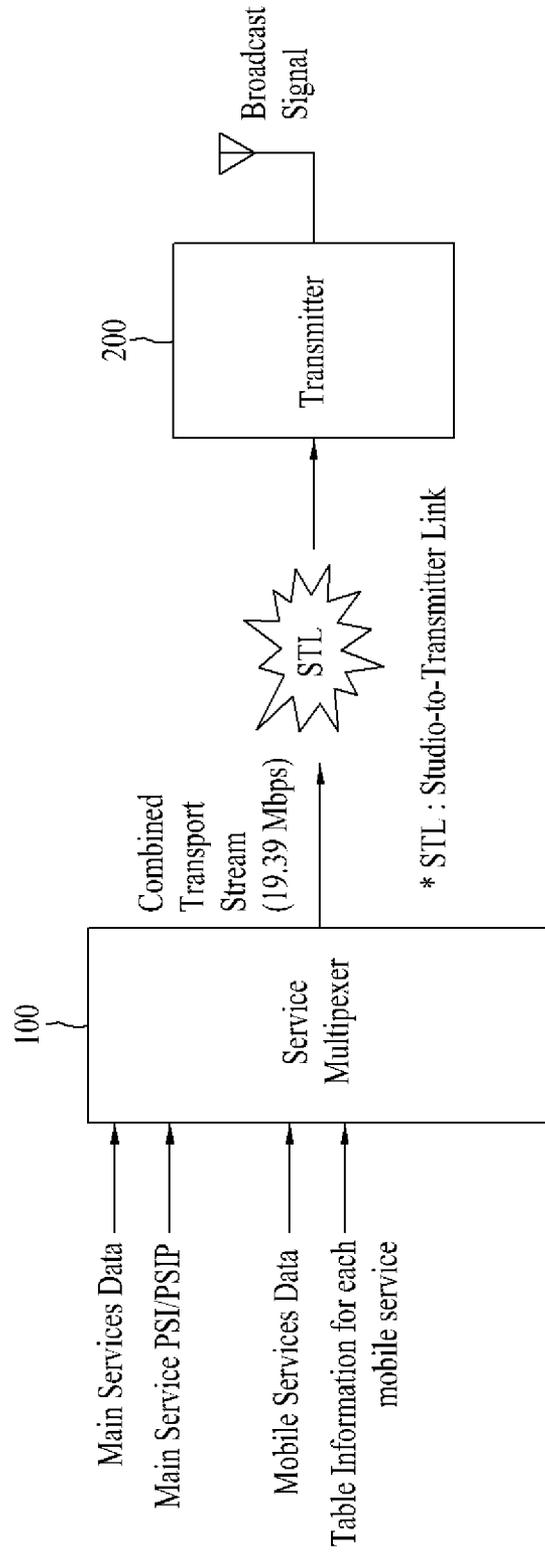 Main Services Data
Main Service PSI/PSIP
Mobile Services Data
Table Information for each
mobile service
100
Service
Multipexer
Combined
Transport
Stream
(19.39 Mbps)
STL
* STL : Studio-to-Transmitter Link
200
Transmitter
Broadcast
Signal